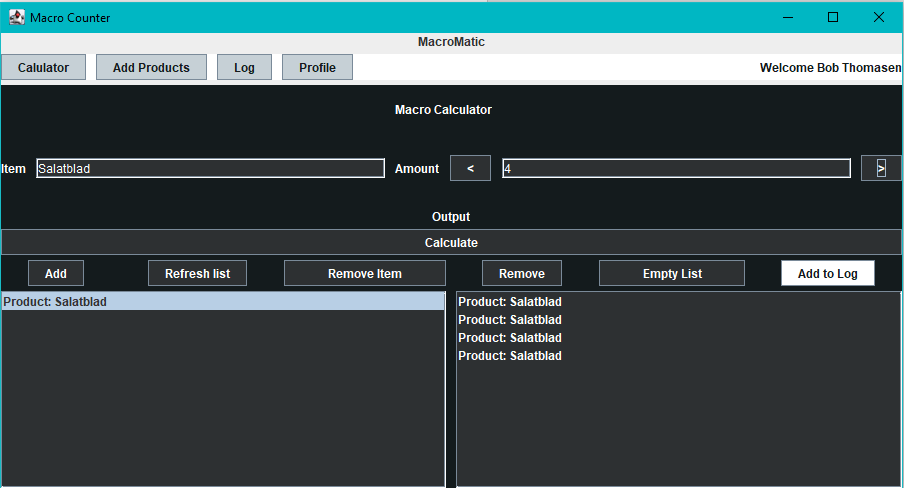 Macro Counter
MacroMatic
Calulator Add Products Log Profile Welcome Bob Thomasen
Macro Calculator
Item Salatblad Amount < 4 >
Output
Calculate
Add Refresh list Remove Item Remove Empty List Add to Log
Product: Salatblad Product: Salatblad
Product: Salatblad
Product: Salatblad
Product: Salatblad